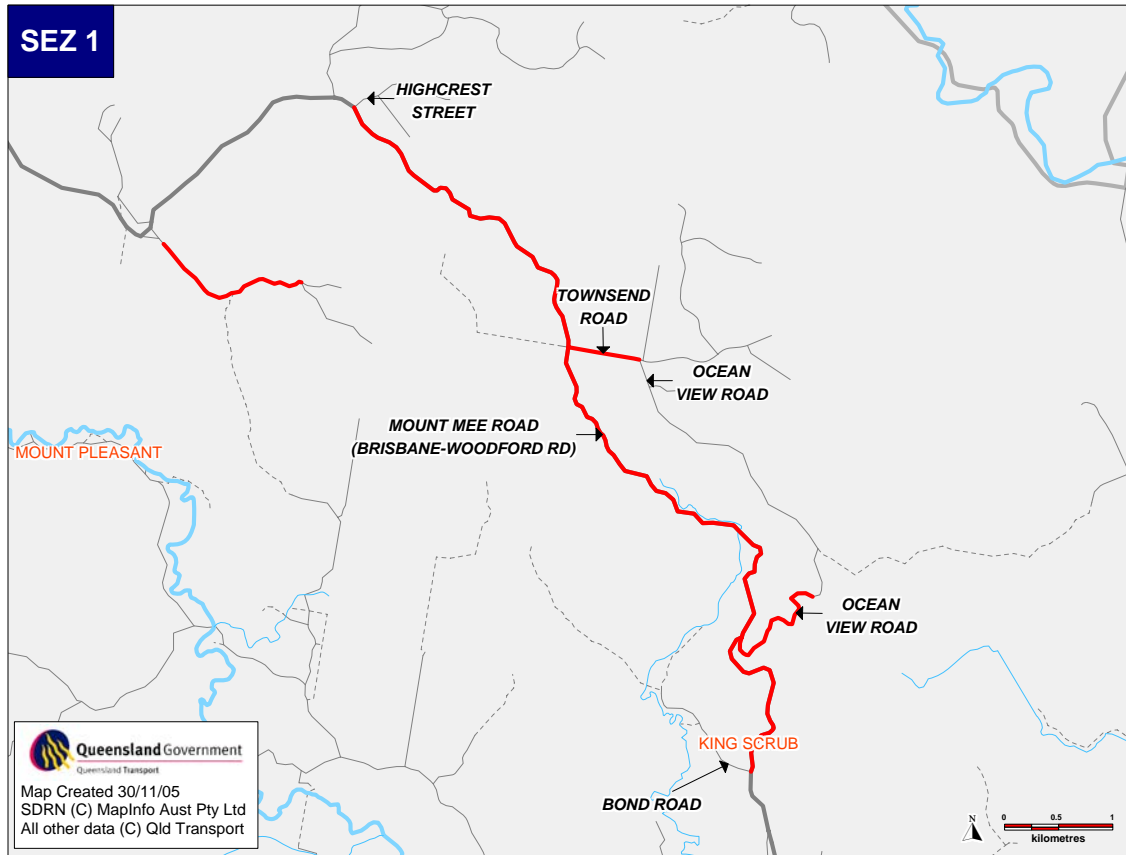 SEZ 1
HIGHCREST
STREET
TOWNSEND
ROAD
OCEAN
VIEW ROAD
MOUNT MEE ROAD
(BRISBANE-WOODFORD RD)
MOUNT PLEASANT
OCEAN
VIEW ROAD
KING SCRUB
BOND ROAD
Queensland Government
Queensland Transport
Map Created 30/11/05
SDRN (C) MapInfo Aust Pty Ltd
All other data (C) Qld Transport
N
0 0.5 1
kilometres